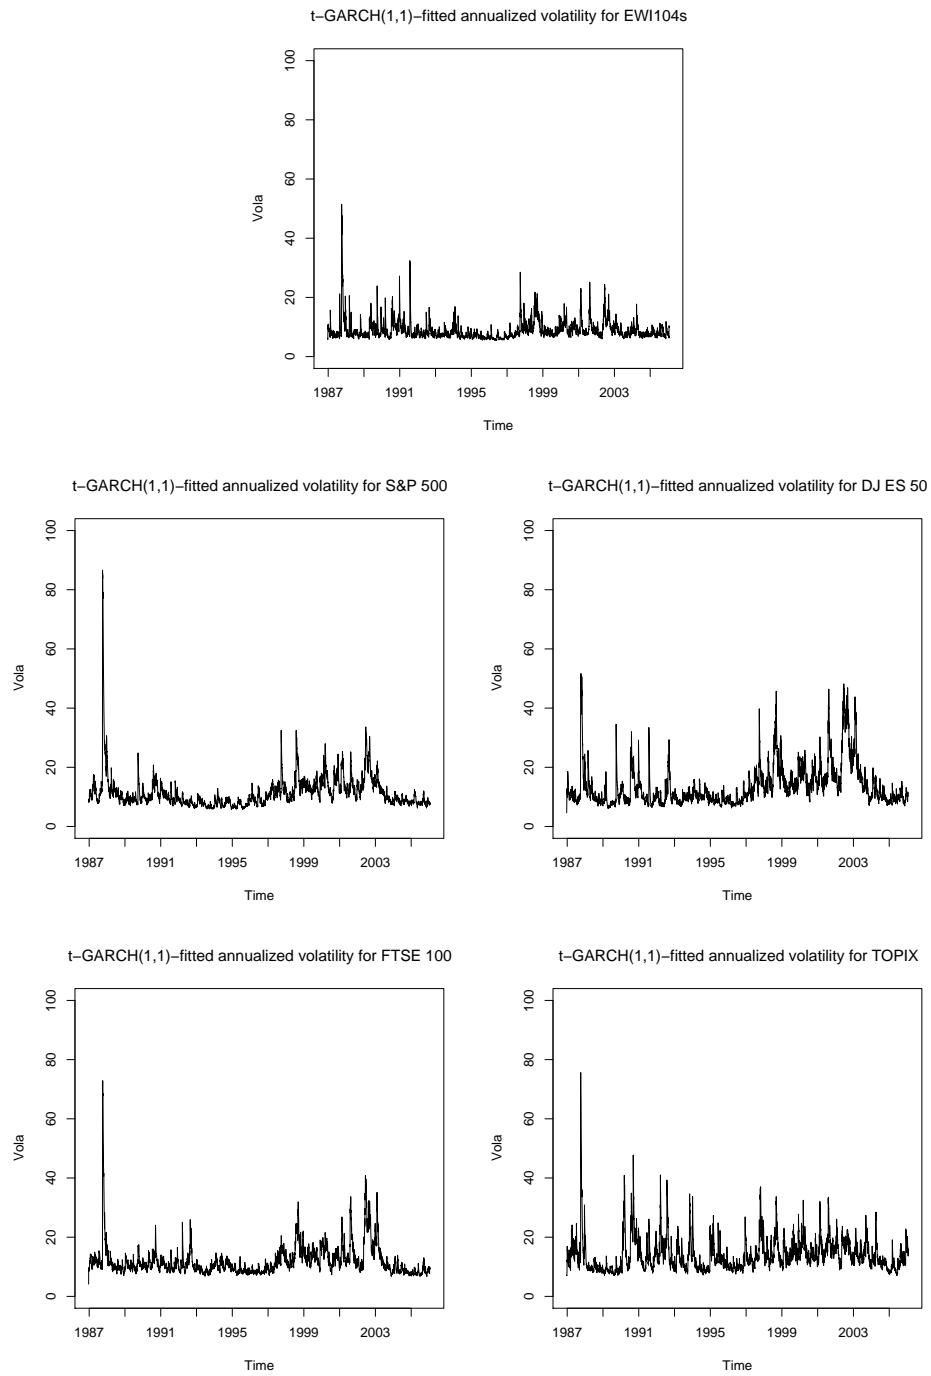 t−GARCH(1,1)−fitted annualized volatility for EWI104s
Vola
0 20 40 60 80 100
1987 1991 1995 1999 2003
Time
t−GARCH(1,1)−fitted annualized volatility for S&P 500
Vola
0 20 40 60 80 100
1987 1991 1995 1999 2003
Time
t−GARCH(1,1)−fitted annualized volatility for DJ ES 50
Vola
0 20 40 60 80 100
1987 1991 1995 1999 2003
Time
t−GARCH(1,1)−fitted annualized volatility for FTSE 100
Vola
0 20 40 60 80 100
1987 1991 1995 1999 2003
Time
t−GARCH(1,1)−fitted annualized volatility for TOPIX
Vola
0 20 40 60 80 100
1987 1991 1995 1999 2003
Time